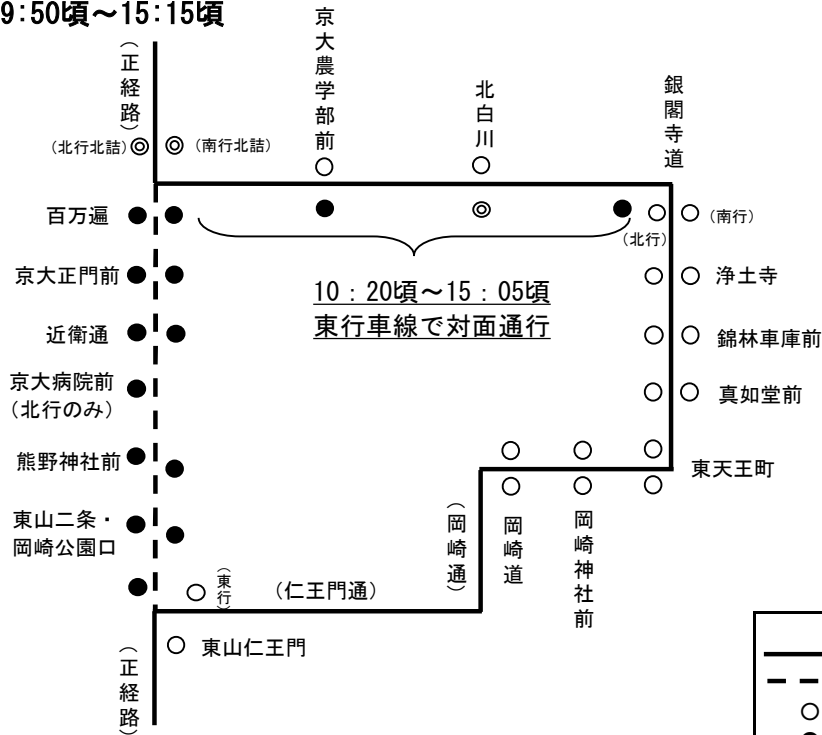 9:50頃～15:15頃
（正経路）
京大農学部前
北白川
銀閣寺道
（北行北詰）
（南行北詰）
百万遍
（南行）
（北行）
京大正門前
浄土寺
10：20頃～15：05頃
東行車線で対面通行
近衛通
錦林車庫前
京大病院前
（北行のみ）
真如堂前
熊野神社前
東天王町
東山二条・
岡崎公園口
（岡崎通）
岡崎道
岡崎神社前
（東行）
（仁王門通）
東山仁王門
（正経路）